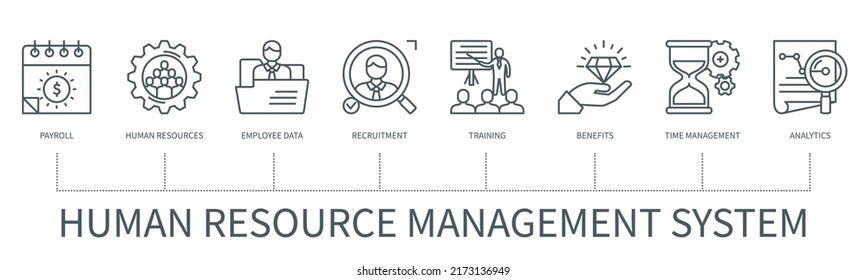 $
PAYROLL
HUMAN RESOURCES
EMPLOYEE DATA
RECRUITMENT
TRAINING
BENEFITS
TIME MANAGEMENT
ANALYTICS
HUMAN RESOURCE MANAGEMENT SYSTEM
shutterstock.com · 2173136949